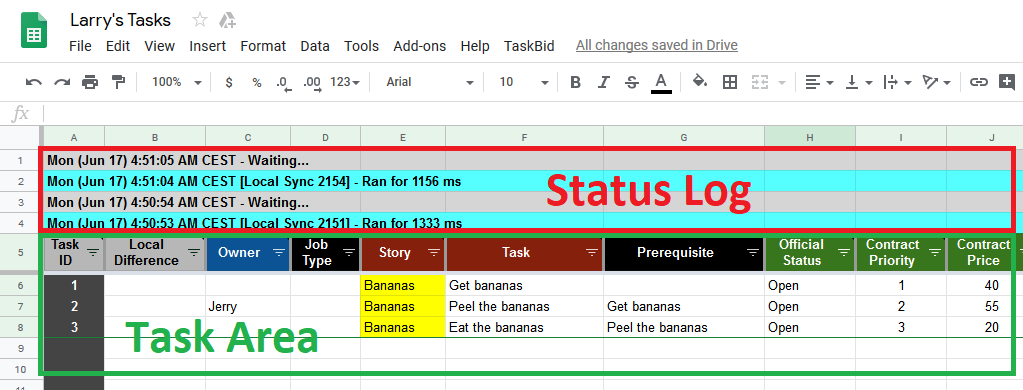 Larry's Tasks
File Edit View Insert Format Data Tools Add-ons Help TaskBid All changes saved in Drive
100% $ % .0 .00 123 Arial 10 B I S A
fx
A B C D E F G H I J
1 Mon (Jun 17) 4:51:05 AM CEST - Waiting...
2 Mon (Jun 17) 4:51:04 AM CEST [Local Sync 2154] - Ran for 1156 ms
3 Mon (Jun 17) 4:50:54 AM CEST - Waiting...
4 Mon (Jun 17) 4:50:53 AM CEST [Local Sync 2151] - Ran for 1333 ms
Status Log
5 Task ID Local Difference Owner Job Type Story Task Prerequisite Official Status Contract Priority Contract Price
6 1 Bananas Get bananas Open 1 40
7 2 Jerry Bananas Peel the bananas Get bananas Open 2 55
8 3 Bananas Eat the bananas Peel the bananas Open 3 20
Task Area
9
10
11